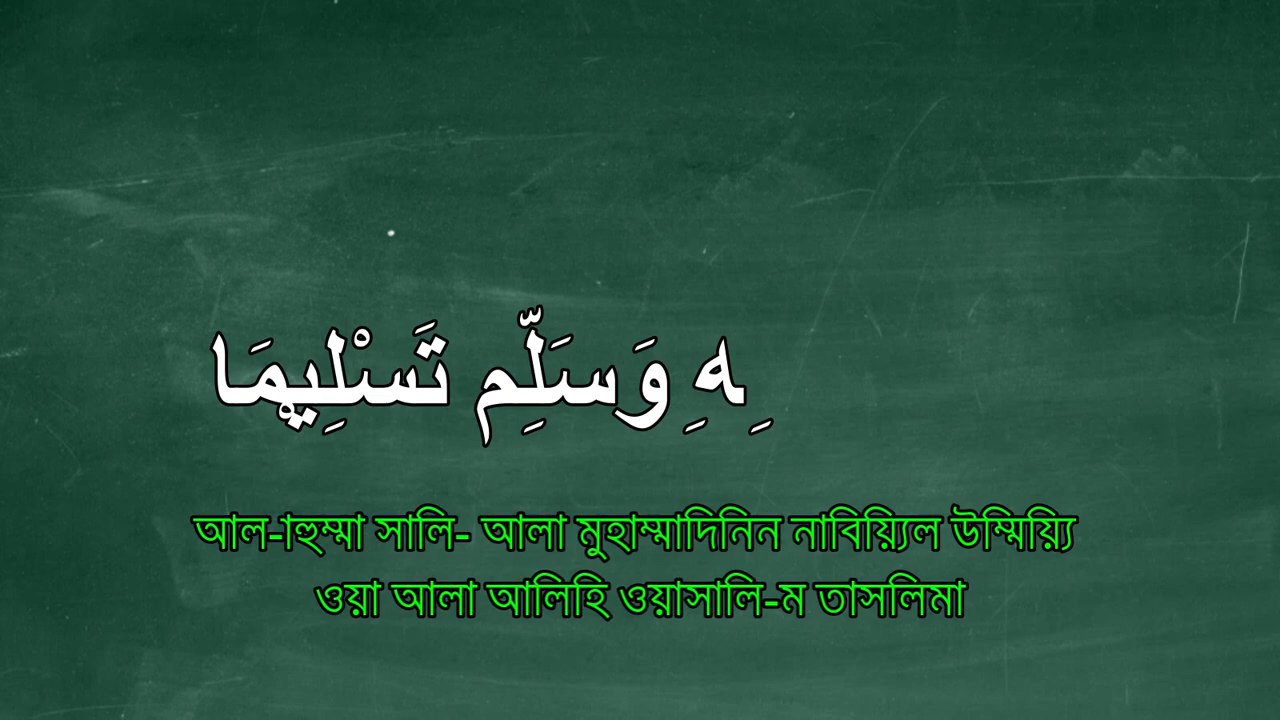 ِهِ وَسَلِّم تَسْلِيمَا
আল-াহুম্মা সালি- আলা মুহাম্মাদিনিন নাবিয়্যিল উম্মিয়্যি
ওয়া আলা আলিহি ওয়াসালি-ম তাসলিমা